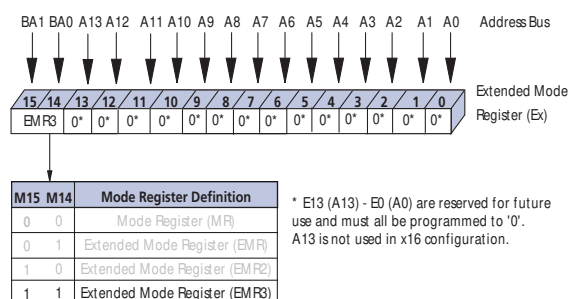 BA1 BA0 A13 A12 A11 A10 A9 A8 A7 A6 A5 A4 A3 A2 A1 A0 Address Bus
15 14 13 12 11 10 9 8 7 6 5 4 3 2 1 0
EMR3 0* 0* 0* 0* 0* 0* 0* 0* 0* 0* 0* 0* 0* 0*
Extended Mode
Register (Ex)
M15 M14 Mode Register Definition
0 0 Mode Register (MR)
0 1 Extended Mode Register (EMR)
1 0 Extended Mode Register (EMR2)
1 1 Extended Mode Register (EMR3)
* E13 (A13) - E0 (A0) are reserved for future
use and must all be programmed to '0'.
A13 is not used in x16 configuration.